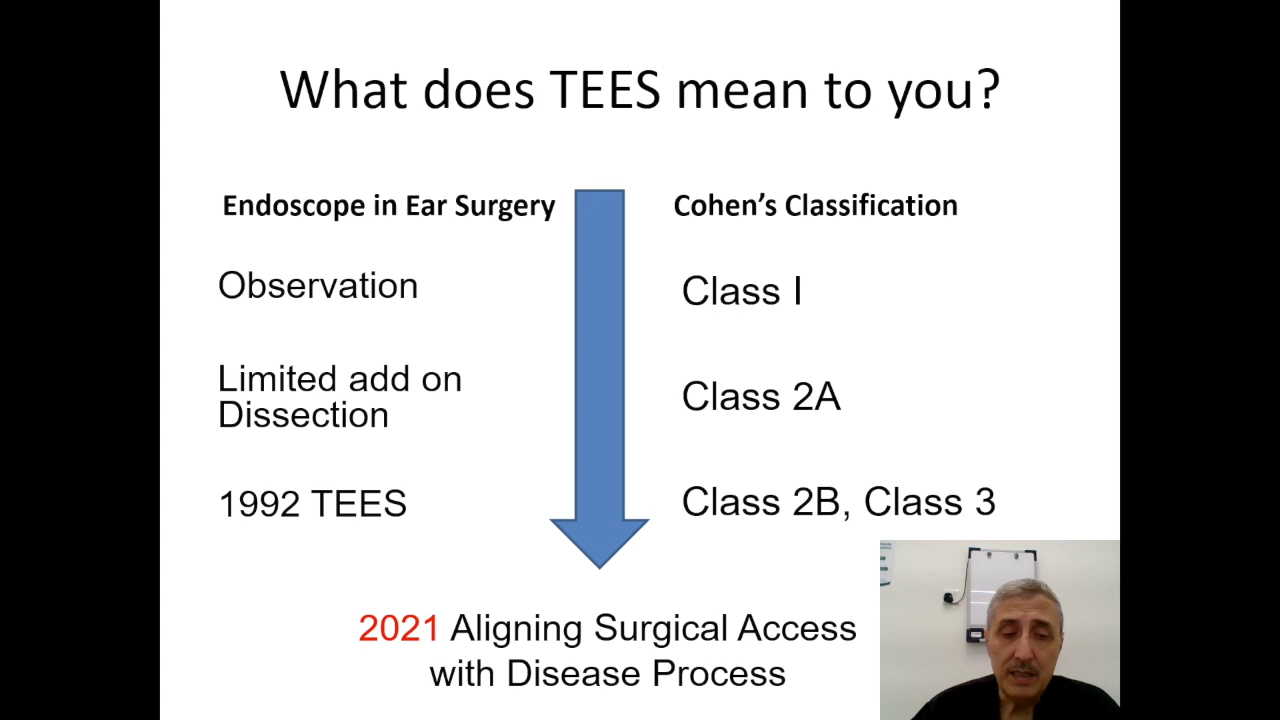 What does TEES mean to you?
Endoscope in Ear Surgery
Cohen's Classification
Observation
Class I
Limited add on
Dissection
Class 2A
1992 TEES
Class 2B, Class 3
2021 Aligning Surgical Access
with Disease Process